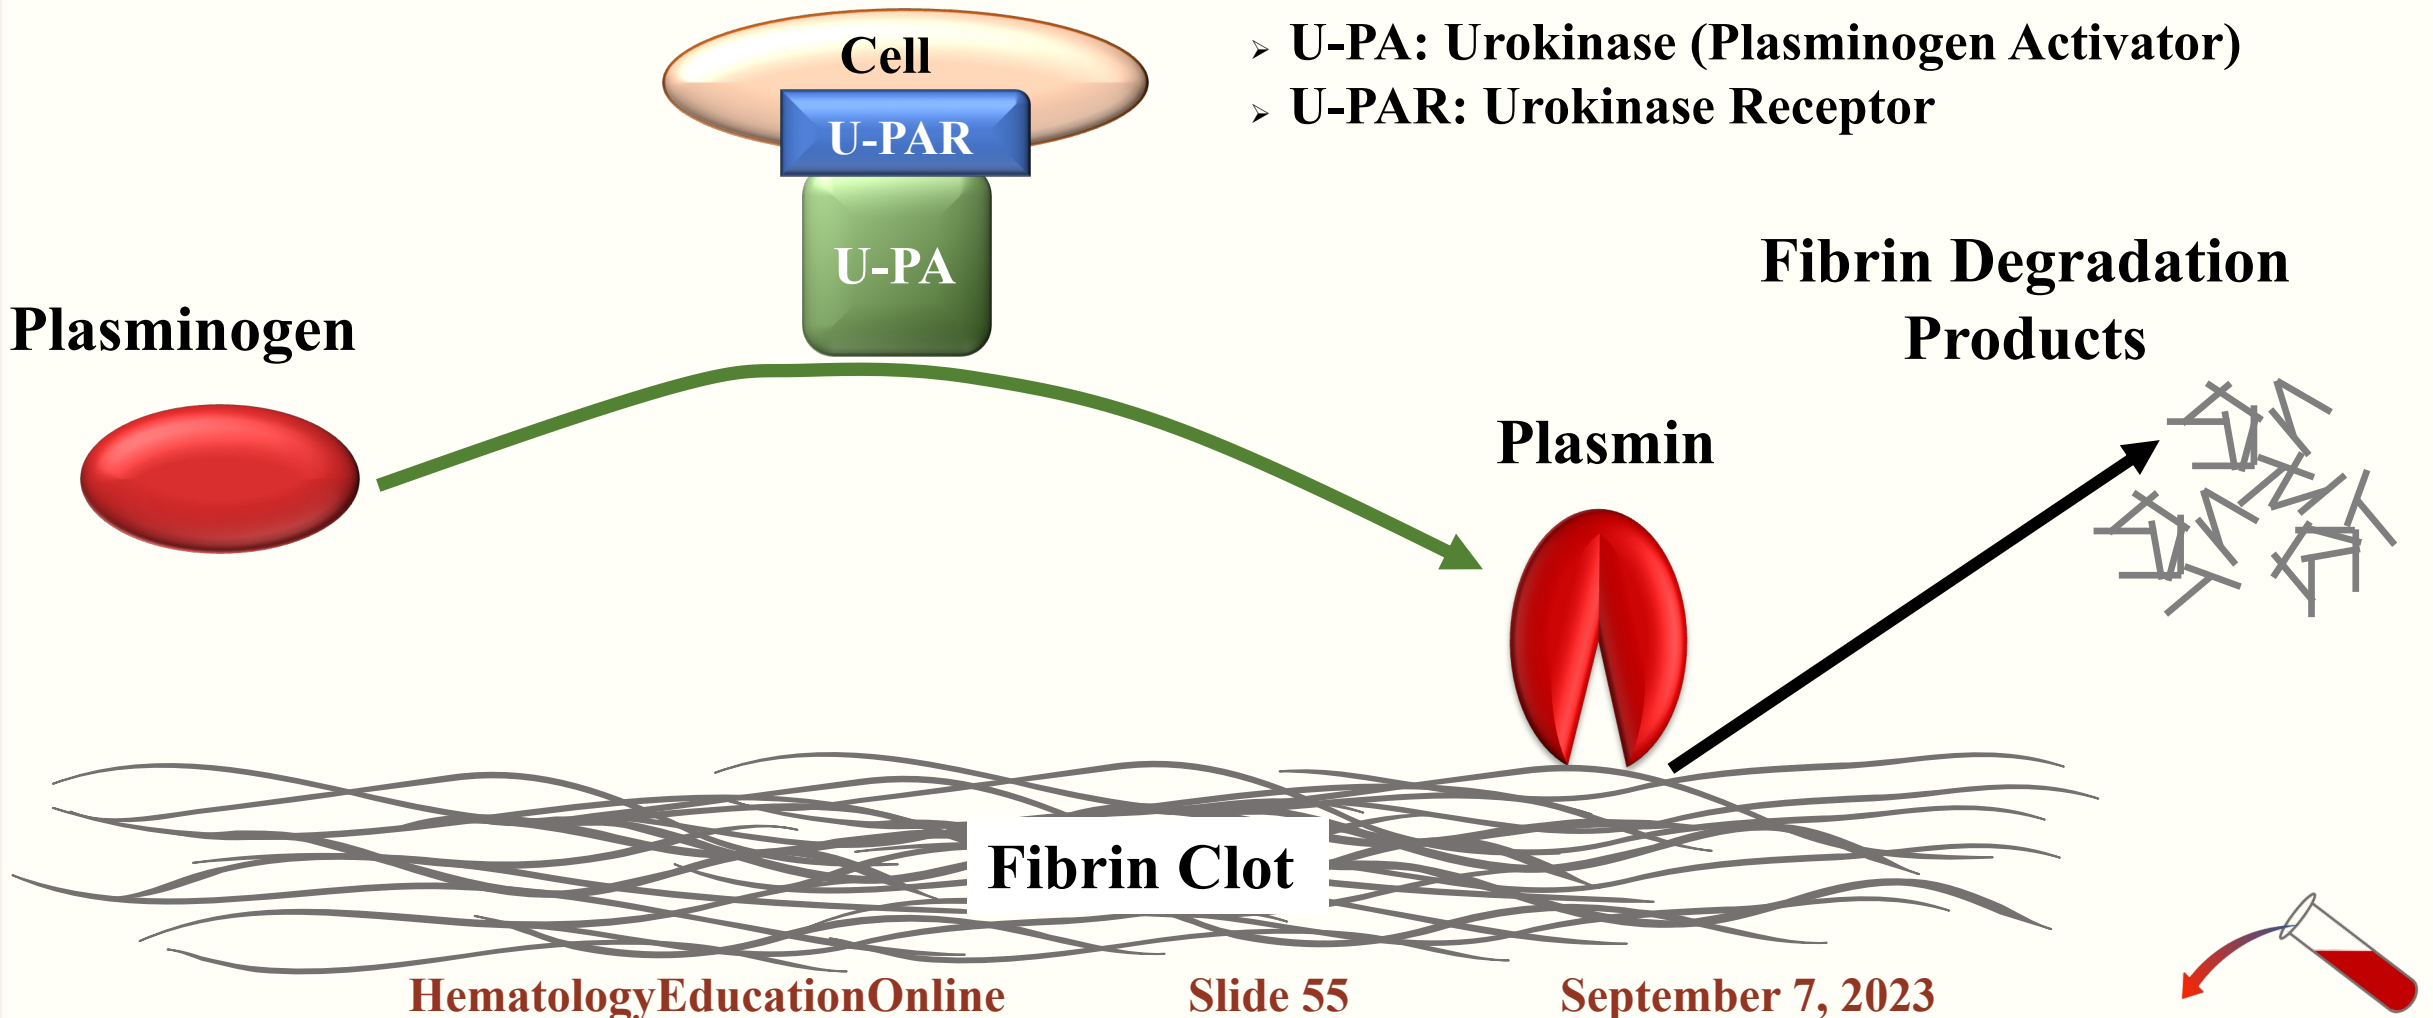 Cell
U-PAR
U-PA
➢ U-PA: Urokinase (Plasminogen Activator)
➢ U-PAR: Urokinase Receptor
Plasminogen
Plasmin
Fibrin Degradation
Products
Fibrin Clot
HematologyEducationOnline Slide 55 September 7, 2023